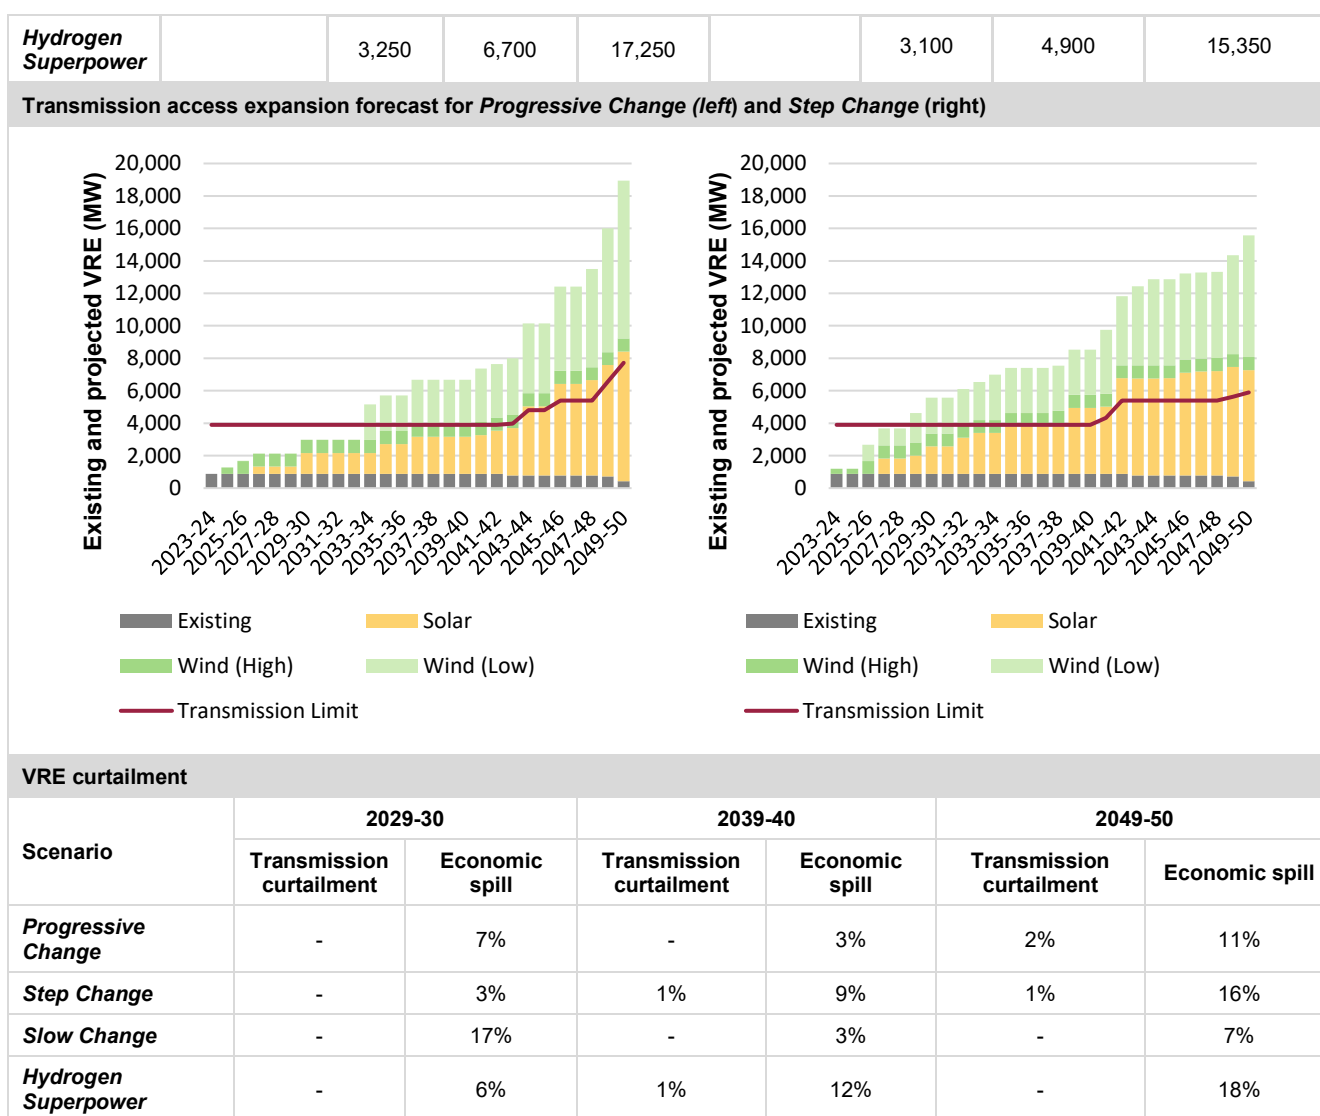 Hydrogen Superpower 3,250 6,700 17,250 3,100 4,900 15,350
Transmission access expansion forecast for Progressive Change (left) and Step Change (right)
Existing and projected VRE (MW)
20,000
18,000
16,000
14,000
12,000
10,000
8,000
6,000
4,000
2,000
0
2023-24
2025-26
2027-28
2029-30
2031-32
2033-34
2035-36
2037-38
2039-40
2041-42
2043-44
2045-46
2047-48
2049-50
Existing Solar
Wind (High) Wind (Low)
Transmission Limit
Existing and projected VRE (MW)
20,000
18,000
16,000
14,000
12,000
10,000
8,000
6,000
4,000
2,000
0
2023-24
2025-26
2027-28
2029-30
2031-32
2033-34
2035-36
2037-38
2039-40
2041-42
2043-44
2045-46
2047-48
2049-50
Existing Solar
Wind (High) Wind (Low)
Transmission Limit
VRE curtailment
Scenario 2029-30 2039-40 2049-50
Transmission curtailment Economic spill Transmission curtailment Economic spill Transmission curtailment Economic spill
Progressive Change - 7% - 3% 2% 11%
Step Change - 3% 1% 9% 1% 16%
Slow Change - 17% - 3% - 7%
Hydrogen Superpower - 6% 1% 12% - 18%